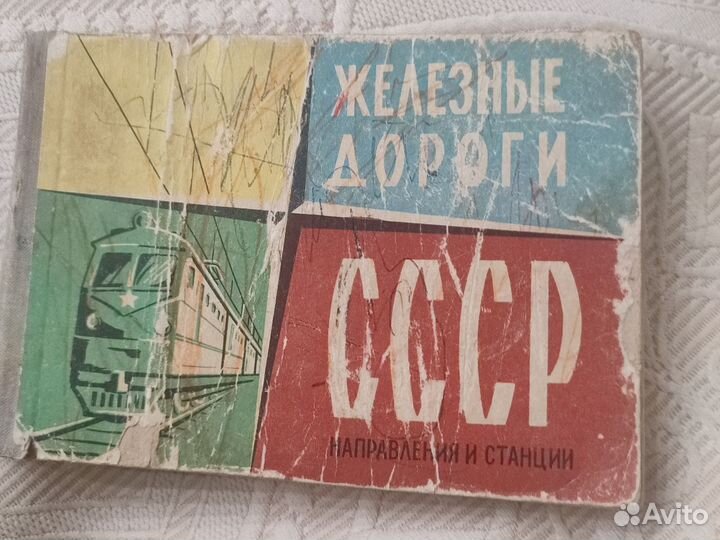 ЖЕЛЕЗНЫЕ
ДОРОГИ
СССР
НАПРАВЛЕНИЯ И СТАНЦИИ
Avito